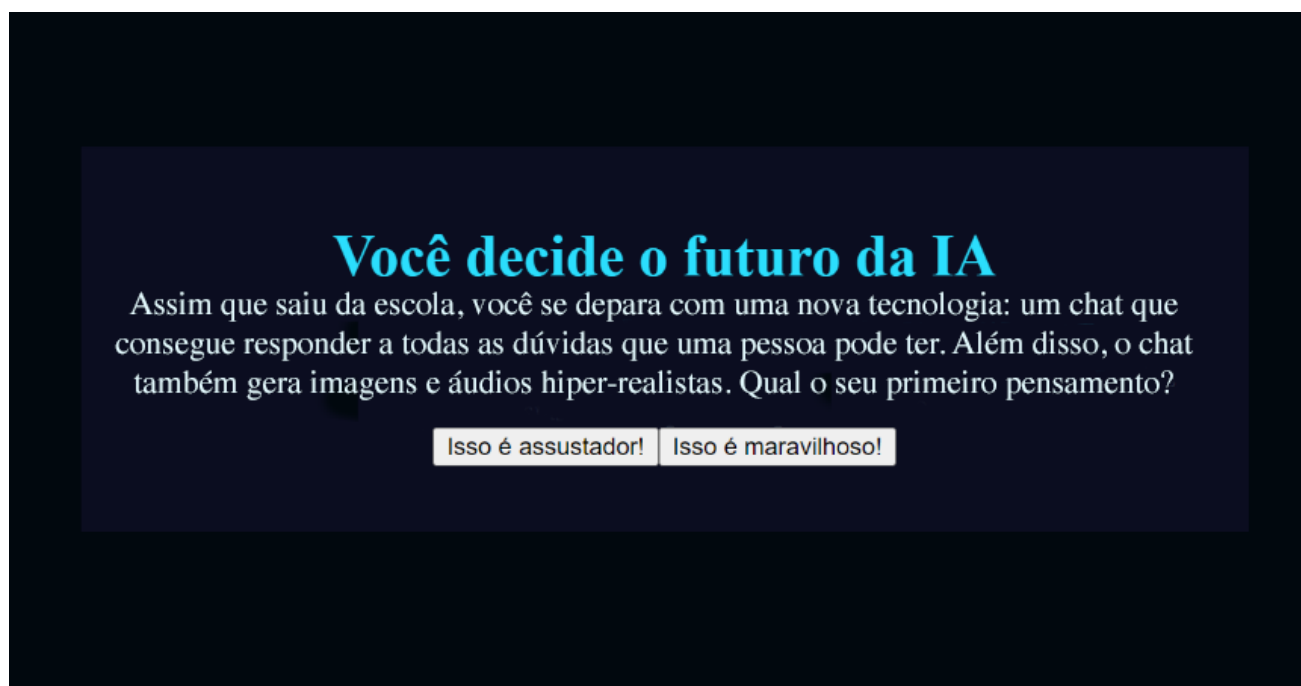 Você decide o futuro da IA
Assim que saiu da escola, você se depara com uma nova tecnologia: um chat que
consegue responder a todas as dúvidas que uma pessoa pode ter. Além disso, o chat
também gera imagens e áudios hiper-realistas. Qual o seu primeiro pensamento?
Isso é assustador! Isso é maravilhoso!